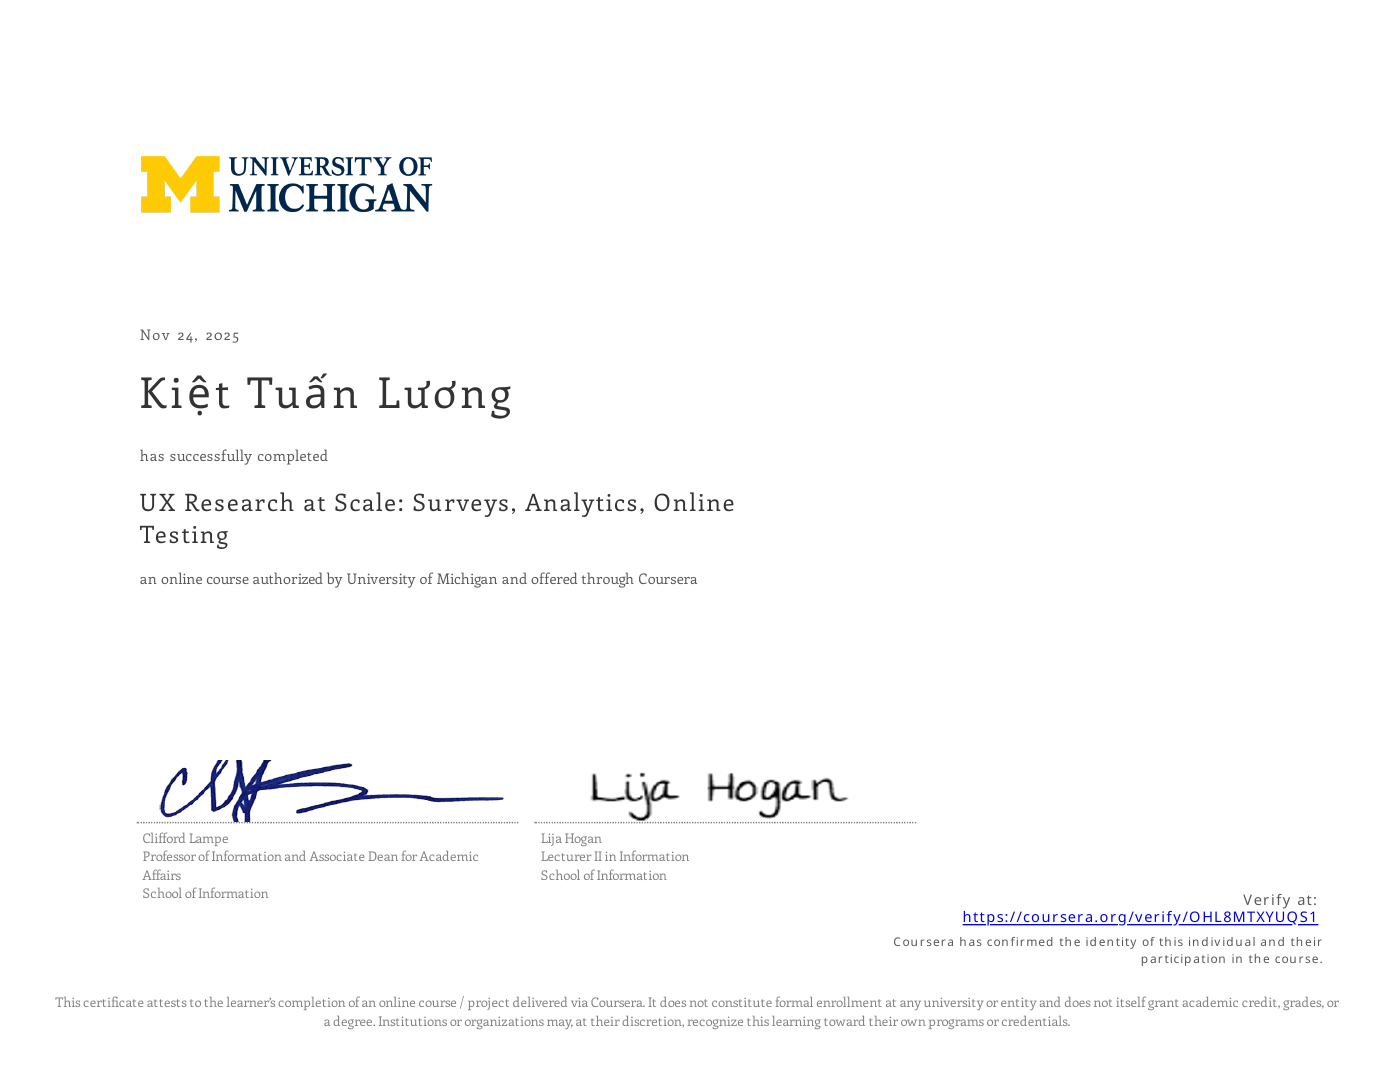 UNIVERSITY OF
MICHIGAN
Nov 24, 2025
Kiệt Tuấn Lương
has successfully completed
UX Research at Scale: Surveys, Analytics, Online
Testing
an online course authorized by University of Michigan and offered through Coursera
Lija Hogan
Clifford Lampe
Professor of Information and Associate Dean for Academic
Affairs
School of Information
Lija Hogan
Lecturer II in Information
School of Information
Verify at:
https://coursera.org/verify/OHL8MTXYUQS1
Coursera has confirmed the identity of this individual and their
participation in the course.
This certificate attests to the learner's completion of an online course / project delivered via Coursera. It does not constitute formal enrollment at any university or entity and does not itself grant academic credit, grades, or
a degree. Institutions or organizations may, at their discretion, recognize this learning toward their own programs or credentials.